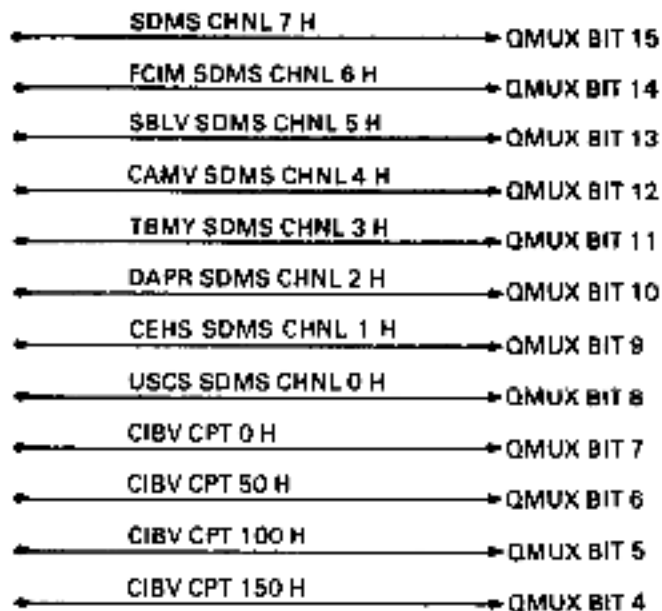 SDMS CHNL 7 H QMUX BIT 15
FCIM SDMS CHNL 6 H QMUX BIT 14
SBLV SDMS CHNL 5 H QMUX BIT 13
CAMV SDMS CHNL 4 H QMUX BIT 12
TBMY SDMS CHNL 3 H QMUX BIT 11
DAPR SDMS CHNL 2 H QMUX BIT 10
CEHS SDMS CHNL 1 H QMUX BIT 9
USCS SDMS CHNL 0 H QMUX BIT 8
CIBV CPT 0 H QMUX BIT 7
CIBV CPT 50 H QMUX BIT 6
CIBV CPT 100 H QMUX BIT 5
CIBV CPT 150 H QMUX BIT 4